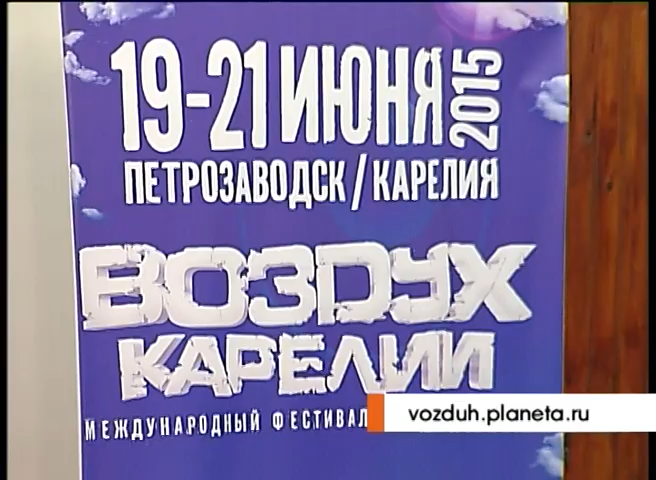 19-21 ИЮНЯ 2015
ПЕТРОЗАВОДСК / КАРЕЛИЯ
ВОЗДУХ
КАРЕЛИИ
МЕЖДУНАРОДНЫЙ ФЕСТИВАЛ
vozduh.planeta.ru